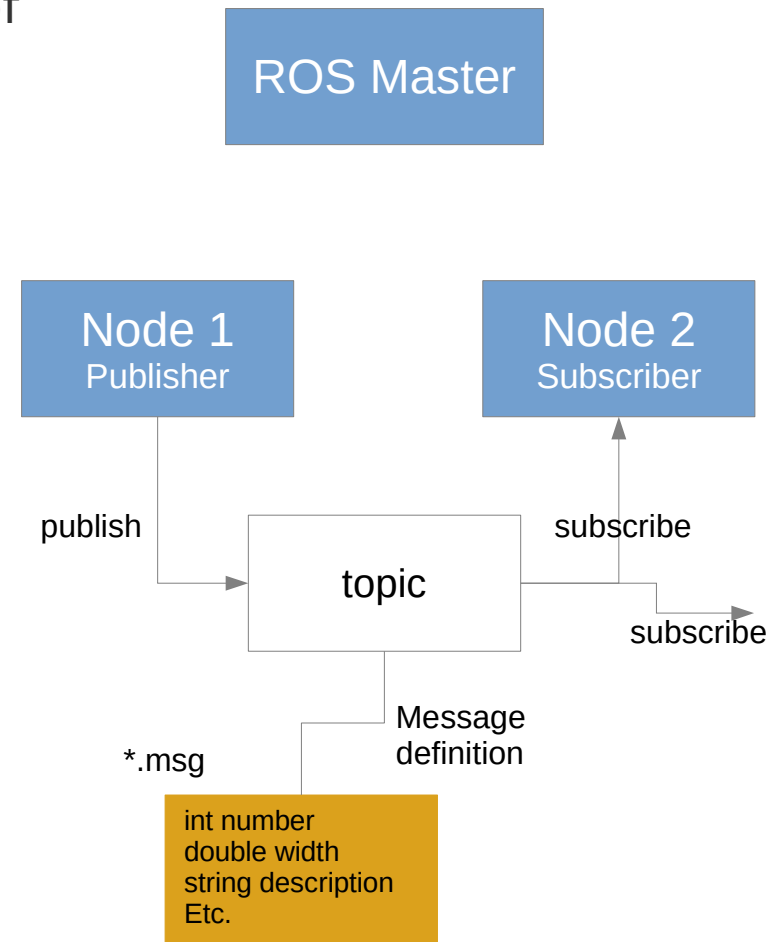 ROS Master
Node 1
Publisher
Node 2
Subscriber
publish
subscribe
topic
subscribe
Message
definition
*.msg
int number
double width
string description
Etc.